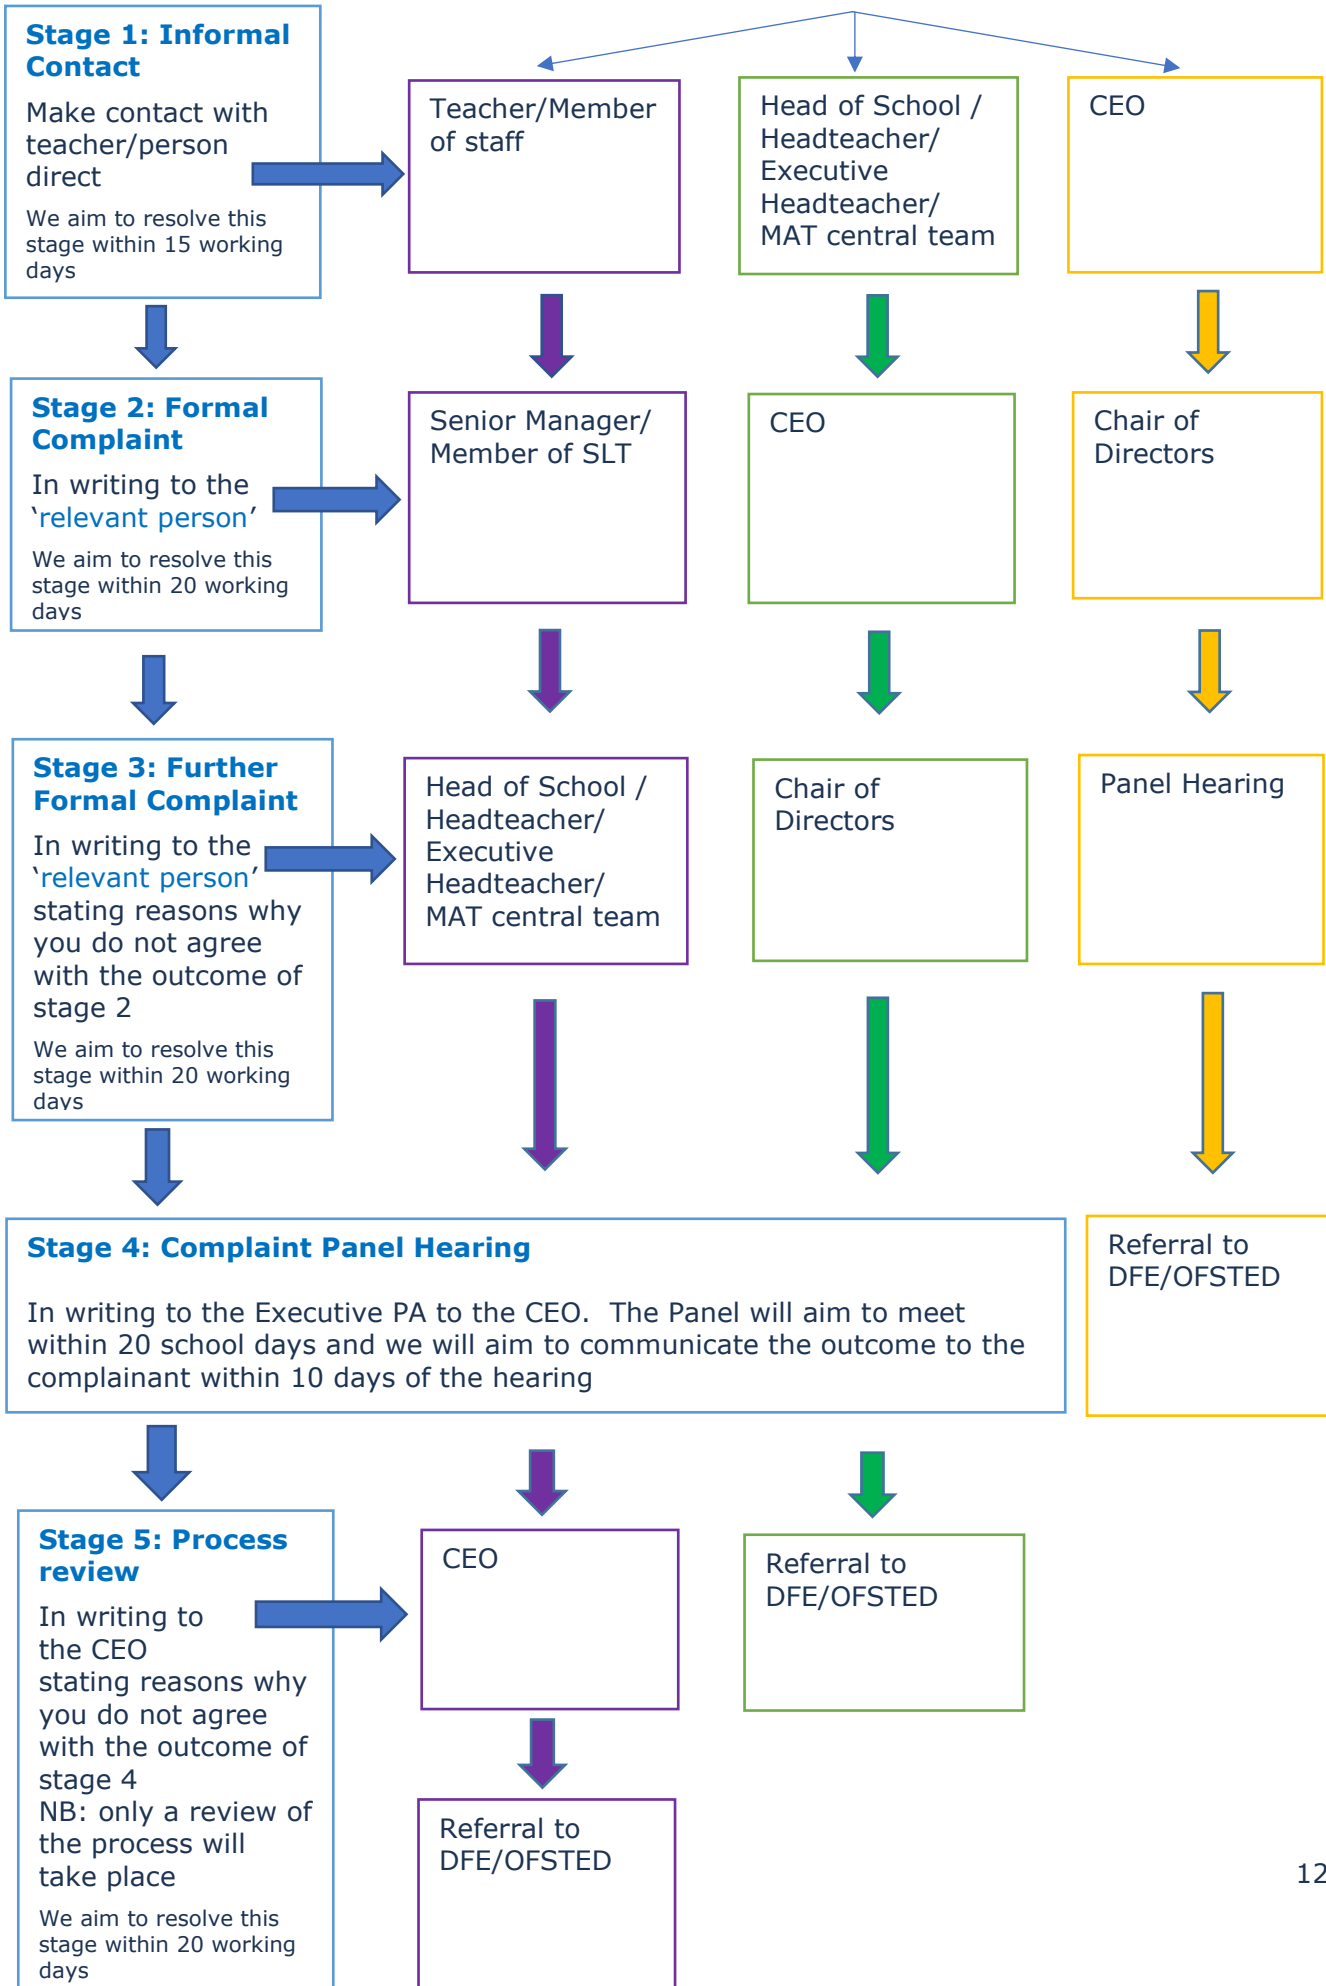 Stage 1: Informal
Contact
Make contact with
teacher/person
direct
We aim to resolve this
stage within 15 working
days
Teacher/Member
of staff
Head of School /
Headteacher/
Executive
Headteacher/
MAT central team
CEO
Stage 2: Formal
Complaint
In writing to the
‘relevant person’
We aim to resolve this
stage within 20 working
days
Senior Manager/
Member of SLT
CEO
Chair of
Directors
Stage 3: Further
Formal Complaint
In writing to the
‘relevant person’
stating reasons why
you do not agree
with the outcome of
stage 2
We aim to resolve this
stage within 20 working
days
Head of School /
Headteacher/
Executive
Headteacher/
MAT central team
Chair of
Directors
Panel Hearing
Stage 4: Complaint Panel Hearing
In writing to the Executive PA to the CEO.  The Panel will aim to meet
within 20 school days and we will aim to communicate the outcome to the
complainant within 10 days of the hearing
Referral to
DFE/OFSTED
Stage 5: Process
review
In writing to
the CEO
stating reasons why
you do not agree
with the outcome of
stage 4
NB: only a review of
the process will
take place
We aim to resolve this
stage within 20 working
days
CEO
Referral to
DFE/OFSTED
Referral to
DFE/OFSTED
12